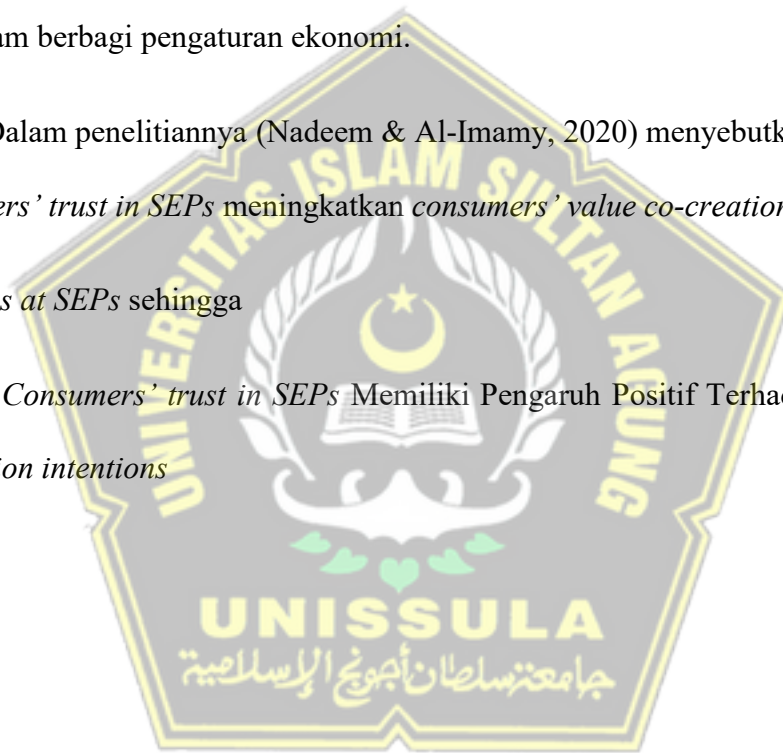 am berbagi pengaturan ekonomi.
Dalam penelitiannya (Nadeem & Al-Imamy, 2020) menyebutk
ers’ trust in SEPs meningkatkan consumers’ value co-creation
s at SEPs sehingga
Consumers’ trust in SEPs Memiliki Pengaruh Positif Terhad
ion intentions
UNIVERSITAS ISLAM SULTAN AGUNG
UNISSULA
جامعة سلطان أجونج الإسلامية